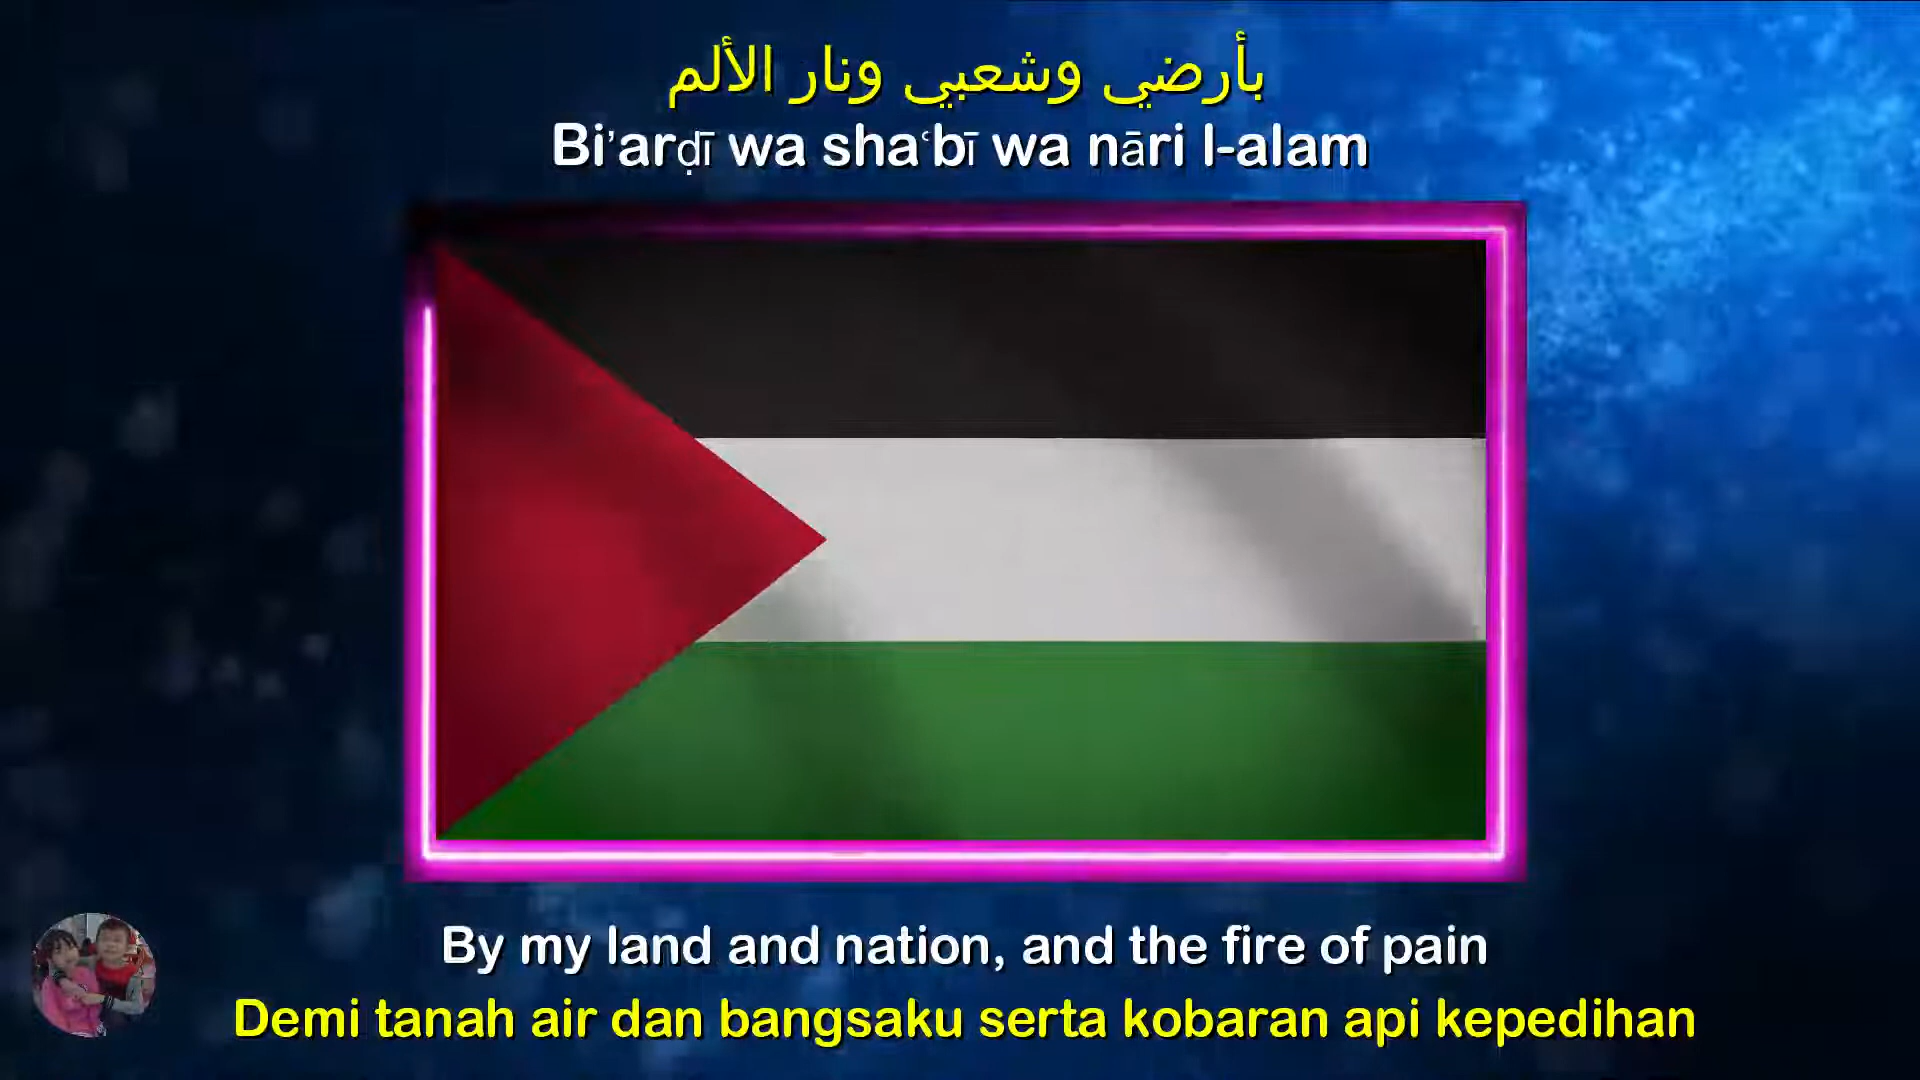 بأرضي وشعبي ونار الألم
Bi’arḍī wa sha‘bī wa nāri l-alam
By my land and nation, and the fire of pain
Demi tanah air dan bangsaku serta kobaran api kepedihan